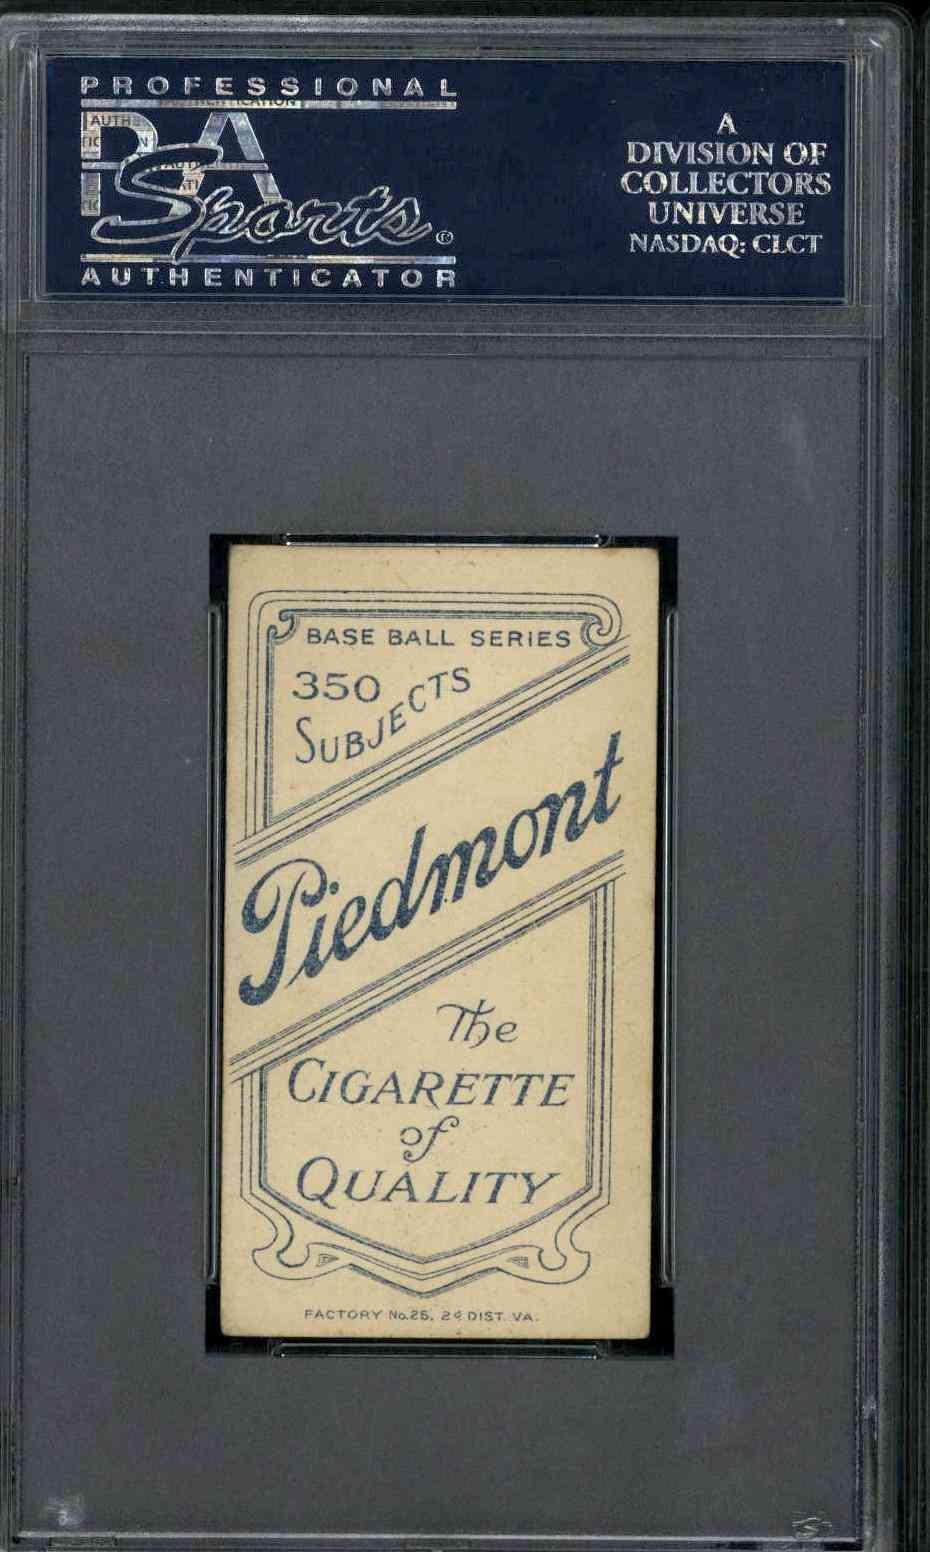 PROFESSIONAL
PSA
Sports®
AUTHENTICATOR
A
DIVISION OF
COLLECTORS
UNIVERSE
NASDAQ: CLCT
BASE BALL SERIES
350
SUBJECTS
Piedmont
The
CIGARETTE
of
QUALITY
FACTORY No. 25, 2d DIST. VA.